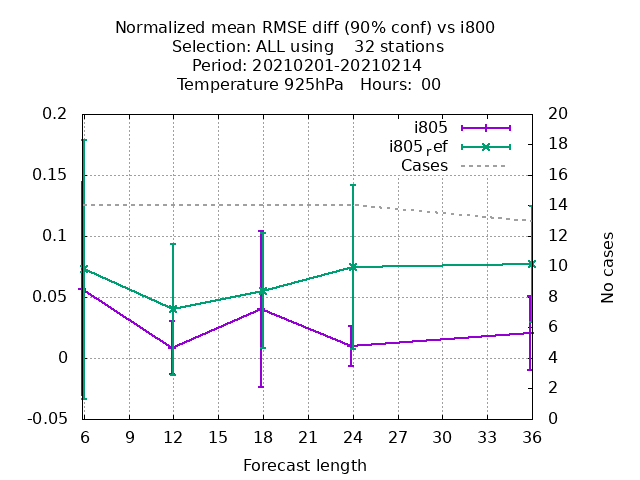 Normalized mean RMSE diff (90% conf) vs i800
Selection: ALL using    32 stations
Period: 20210201-20210214
Temperature 925hPa   Hours:  00
0.2
0.15
0.1
0.05
0
-0.05
20
18
16
14
12
10
8
6
4
2
0
i805
i805ref
Cases
No cases
6 9 12 15 18 21 24 27 30 33 36
Forecast length